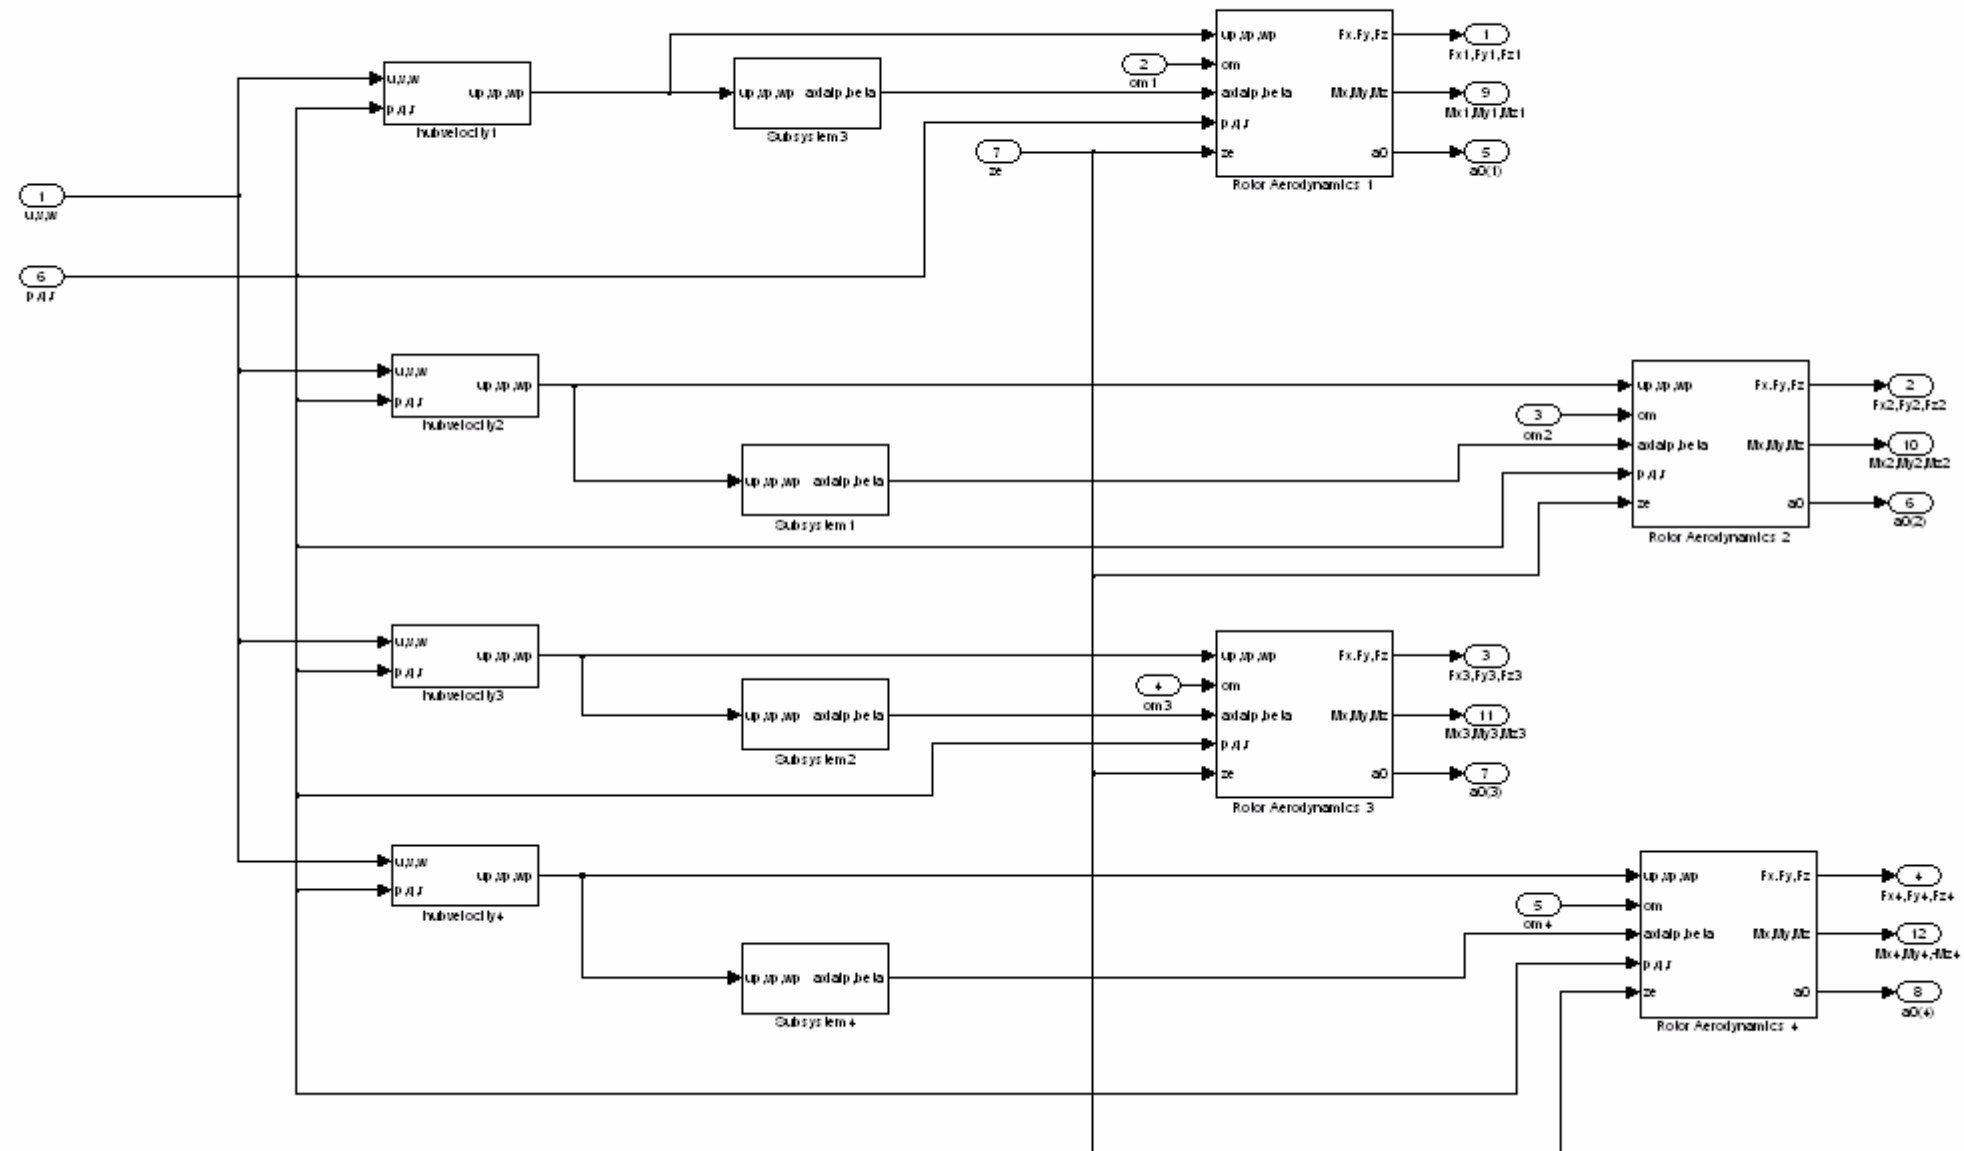 up,vp,wp Fx,Fy,Fz 1
Fx1,Fy1,Fz1
2 om
om1
u,v,w up,vp,wp up,vp,wp axlalp,beta axlalp,beta Mx,My,Mz 9
Mx1,My1,Mz1
p,q,r
hubvelocity1 Subsystem3
p,q,r
7 ze a0 5
ze a0(1)
Rotor Aerodynamics 1
1
u,v,w
6
p,q,r
u,v,w up,vp,wp
p,q,r
hubvelocity2
up,vp,wp Fx,Fy,Fz 2
Fx2,Fy2,Fz2
3 om
om2
axlalp,beta Mx,My,Mz 10
Mx2,My2,Mz2
up,vp,wp axlalp,beta
Subsystem1
p,q,r
ze a0 6
a0(2)
Rotor Aerodynamics 2
u,v,w up,vp,wp
p,q,r
hubvelocity3
up,vp,wp Fx,Fy,Fz 3
Fx3,Fy3,Fz3
4 om
om3
up,vp,wp axlalp,beta axlalp,beta Mx,My,Mz 11
Mx3,My3,Mz3
Subsystem2
p,q,r
ze a0 7
a0(3)
Rotor Aerodynamics 3
u,v,w up,vp,wp
p,q,r
hubvelocity4
up,vp,wp Fx,Fy,Fz 4
Fx4,Fy4,Fz4
5 om
om4
axlalp,beta Mx,My,Mz 12
Mx4,My4,-Mz4
up,vp,wp axlalp,beta
Subsystem4
p,q,r
ze a0 8
a0(4)
Rotor Aerodynamics 4